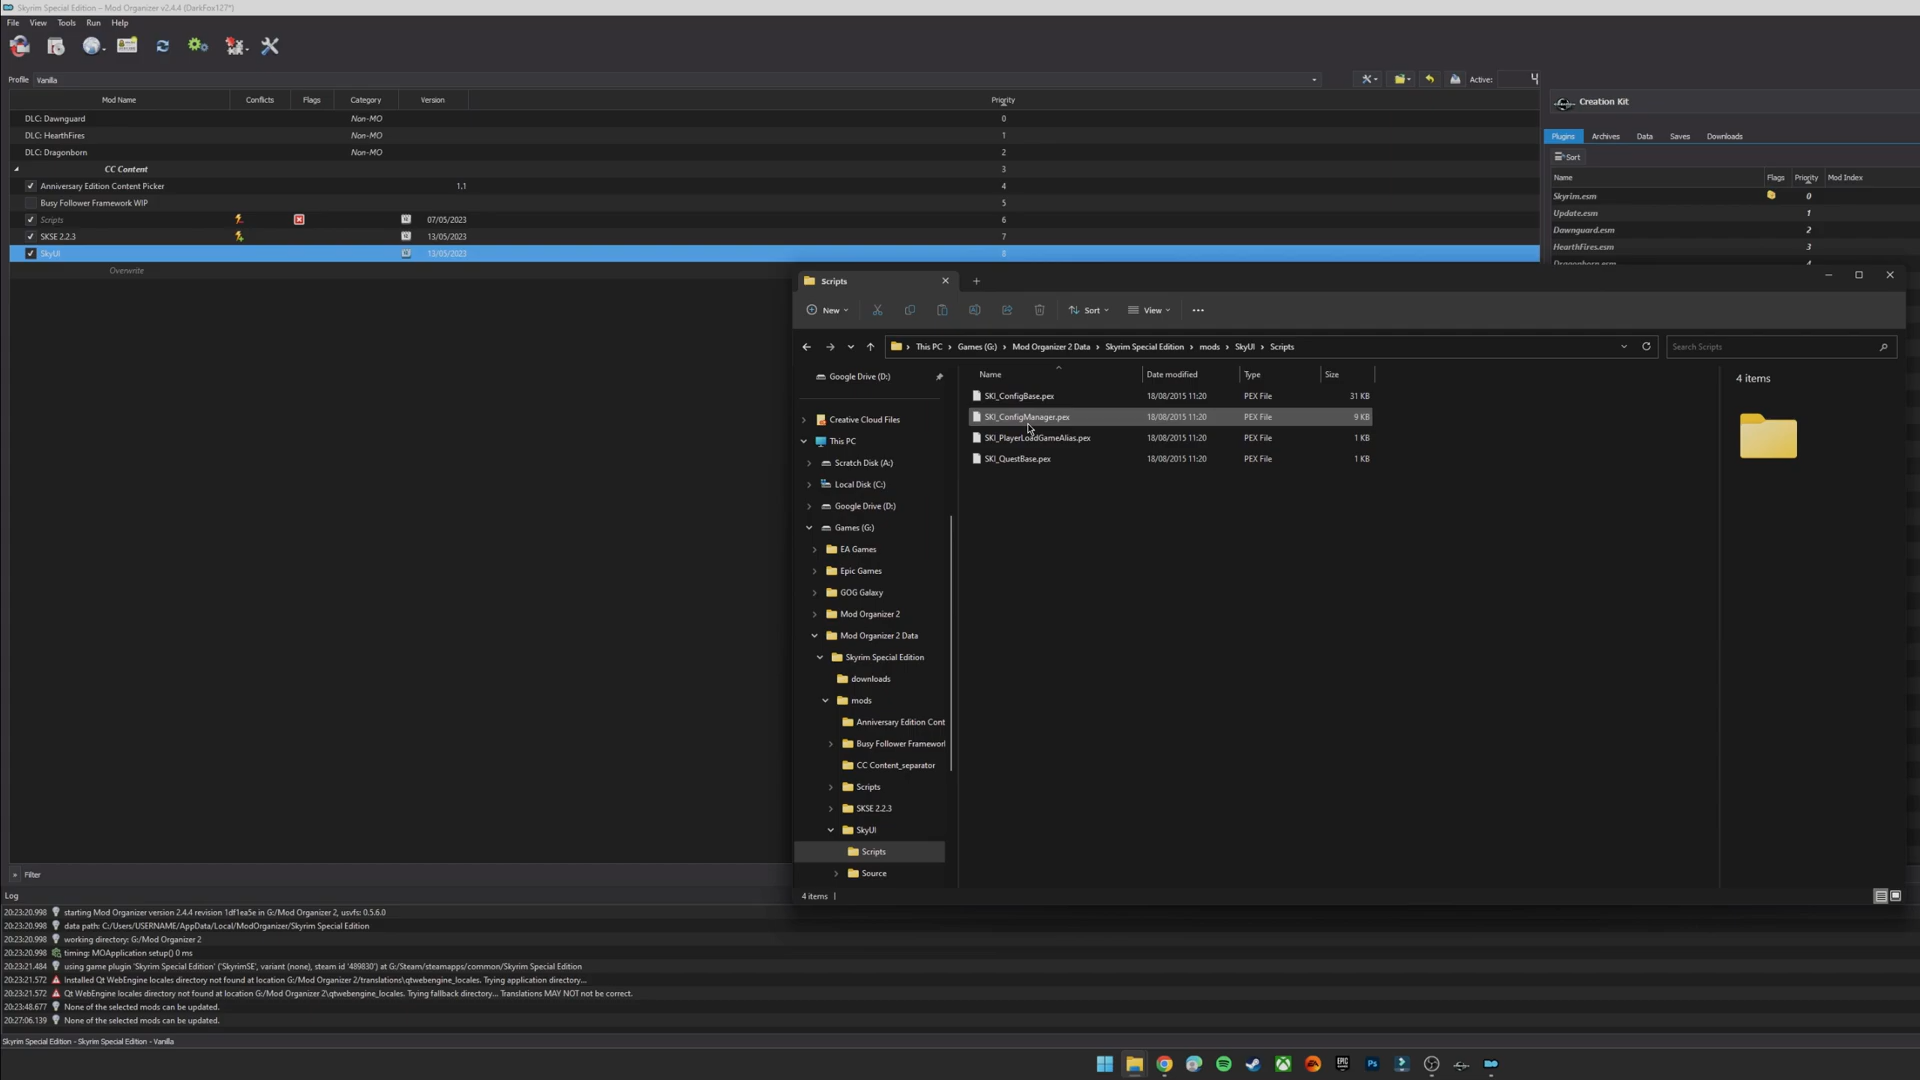 Skyrim Special Edition – Mod Organizer v2.4.4 (DarkFox127*)
File View Tools Run Help
Profile Vanilla
Active: 4
Mod Name Conflicts Flags Category Version Priority
DLC: Dawnguard Non-MO 0
DLC: HearthFires Non-MO 1
DLC: Dragonborn Non-MO 2
CC Content 3
Anniversary Edition Content Picker 1.1 4
Busy Follower Framework WIP 5
Scripts 07/05/2023 6
SKSE 2.2.3 13/05/2023 7
SkyUI 13/05/2023 8
Overwrite
Creation Kit
Plugins Archives Data Saves Downloads
Sort
Name Flags Priority Mod Index
Skyrim.esm 0
Update.esm 1
Dawnguard.esm 2
HearthFires.esm 3
Dragonborn.esm 4
Scripts
New Sort View
This PC > Games (G:) > Mod Organizer 2 Data > Skyrim Special Edition > mods > SkyUI > Scripts
Search Scripts
Name Date modified Type Size
SKI_ConfigBase.pex 18/08/2015 11:20 PEX File 31 KB
SKI_ConfigManager.pex 18/08/2015 11:20 PEX File 9 KB
SKI_PlayerLoadGameAlias.pex 18/08/2015 11:20 PEX File 1 KB
SKI_QuestBase.pex 18/08/2015 11:20 PEX File 1 KB
4 items
Google Drive (D:)
Creative Cloud Files
This PC
Scratch Disk (A:)
Local Disk (C:)
Google Drive (D:)
Games (G:)
EA Games
Epic Games
GOG Galaxy
Mod Organizer 2
Mod Organizer 2 Data
Skyrim Special Edition
downloads
mods
Anniversary Edition Cont
Busy Follower Framework
CC Content_separator
Scripts
SKSE 2.2.3
SkyUI
Scripts
Source
4 items
Filter
Log
20:23:20.998 starting Mod Organizer version 2.4.4 revision 1df1ea5e in G:/Mod Organizer 2, usvfs: 0.5.6.0
20:23:20.998 data path: C:/Users/USERNAME/AppData/Local/ModOrganizer/Skyrim Special Edition
20:23:20.998 working directory: G:/Mod Organizer 2
20:23:20.998 timing: MOApplication setup() 0 ms
20:23:21.484 using game plugin 'Skyrim Special Edition' ('SkyrimSE', variant (none), steam id '489830') at G:/Steam/steamapps/common/Skyrim Special Edition
20:23:21.572 Installed Qt WebEngine locales directory not found at location G:/Mod Organizer 2/translations\qtwebengine_locales. Trying application directory...
20:23:21.572 Qt WebEngine locales directory not found at location G:/Mod Organizer 2\qtwebengine_locales. Trying fallback directory... Translations MAY NOT be correct.
20:23:48.677 None of the selected mods can be updated.
20:27:06.139 None of the selected mods can be updated.
Skyrim Special Edition - Skyrim Special Edition - Vanilla
EPIC
Ps